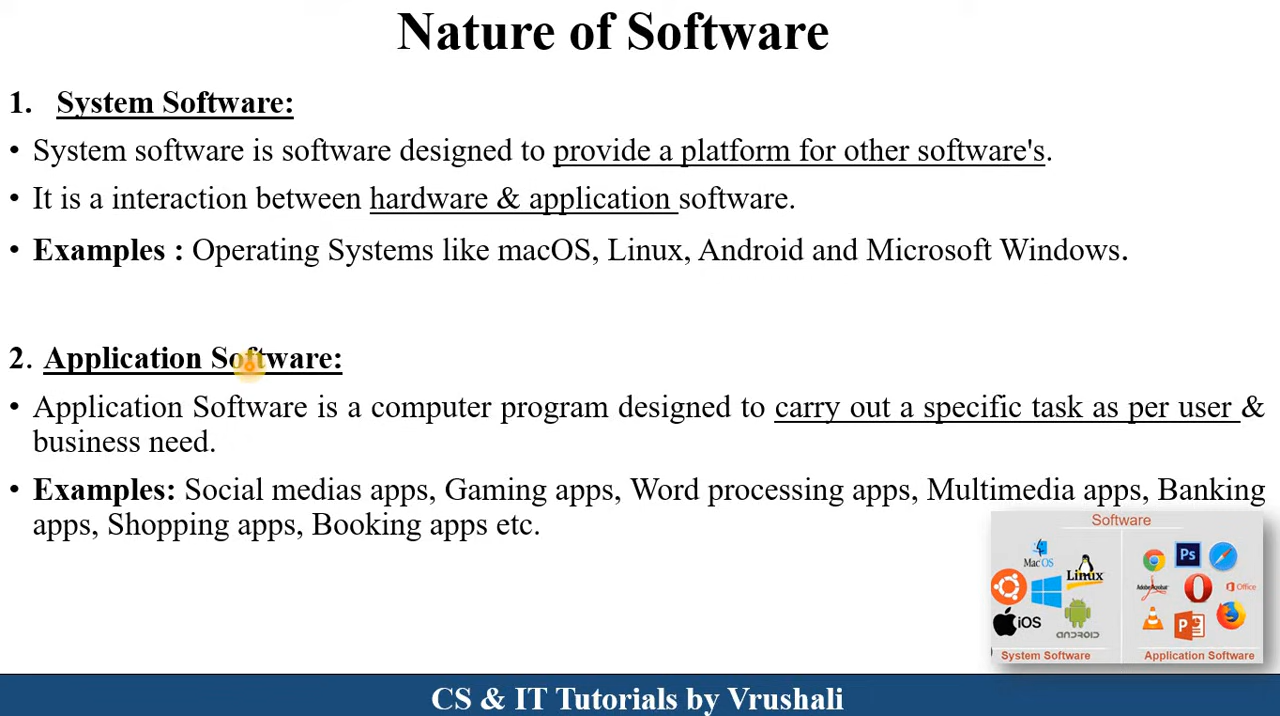 Nature of Software
1. System Software:
• System software is software designed to provide a platform for other software's.
• It is a interaction between hardware & application software.
• Examples : Operating Systems like macOS, Linux, Android and Microsoft Windows.
2. Application Software:
• Application Software is a computer program designed to carry out a specific task as per user &
business need.
• Examples: Social medias apps, Gaming apps, Word processing apps, Multimedia apps, Banking
apps, Shopping apps, Booking apps etc.
Software
Mac OS
Linux
iOS
ANDROID
System Software
Ps
Adobe Acrobat
Office
P
Application Software
CS & IT Tutorials by Vrushali